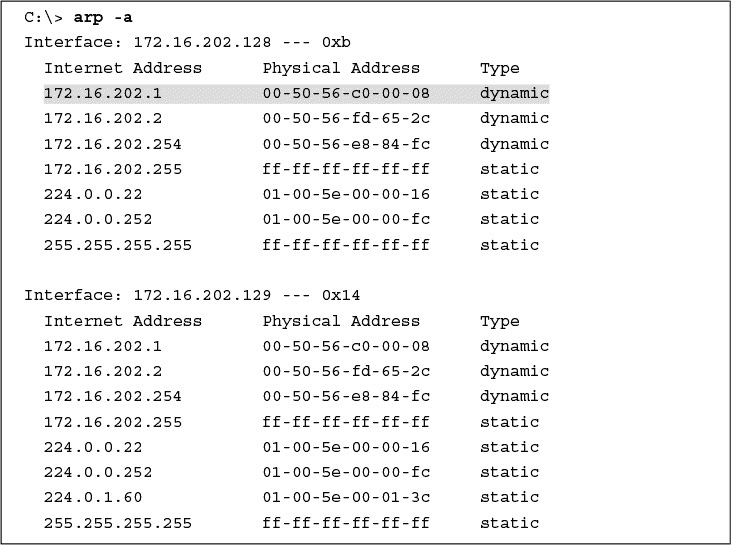 C:\> arp -a
Interface: 172.16.202.128 --- 0xb
Internet Address Physical Address Type
172.16.202.1 00-50-56-c0-00-08 dynamic
172.16.202.2 00-50-56-fd-65-2c dynamic
172.16.202.254 00-50-56-e8-84-fc dynamic
172.16.202.255 ff-ff-ff-ff-ff-ff static
224.0.0.22 01-00-5e-00-00-16 static
224.0.0.252 01-00-5e-00-00-fc static
255.255.255.255 ff-ff-ff-ff-ff-ff static
Interface: 172.16.202.129 --- 0x14
Internet Address Physical Address Type
172.16.202.1 00-50-56-c0-00-08 dynamic
172.16.202.2 00-50-56-fd-65-2c dynamic
172.16.202.254 00-50-56-e8-84-fc dynamic
172.16.202.255 ff-ff-ff-ff-ff-ff static
224.0.0.22 01-00-5e-00-00-16 static
224.0.0.252 01-00-5e-00-00-fc static
224.0.1.60 01-00-5e-00-01-3c static
255.255.255.255 ff-ff-ff-ff-ff-ff static